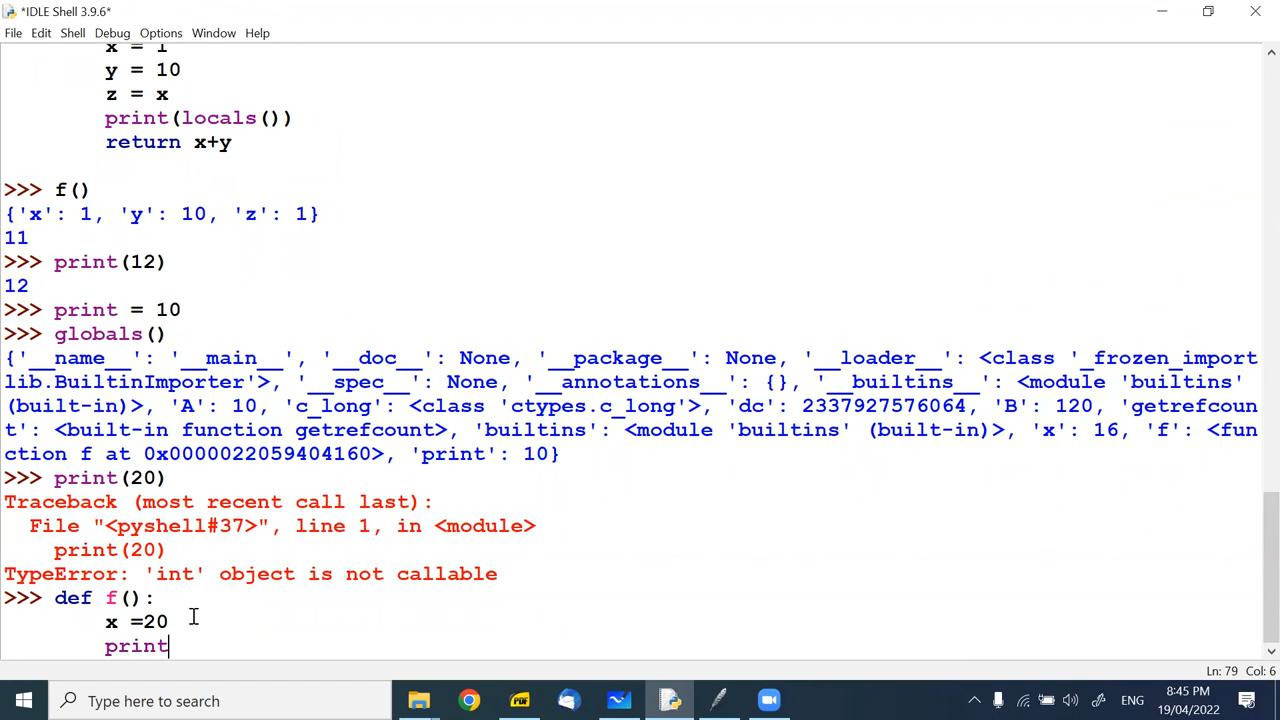 *IDLE Shell 3.9.6*
File Edit Shell Debug Options Window Help
x = 1
y = 10
z = x
print(locals())
return x+y
>>> f()
{'x': 1, 'y': 10, 'z': 1}
11
>>> print(12)
12
>>> print = 10
>>> globals()
{'__name__': '__main__', '__doc__': None, '__package__': None, '__loader__': <class '_frozen_import
lib.BuiltinImporter'>, '__spec__': None, '__annotations__': {}, '__builtins__': <module 'builtins'
(built-in)>, 'A': 10, 'c_long': <class 'ctypes.c_long'>, 'dc': 2337927576064, 'B': 120, 'getrefcoun
t': <built-in function getrefcount>, 'builtins': <module 'builtins' (built-in)>, 'x': 16, 'f': <fun
ction f at 0x0000022059404160>, 'print': 10}
>>> print(20)
Traceback (most recent call last):
File "<pyshell#37>", line 1, in <module>
print(20)
TypeError: 'int' object is not callable
>>> def f():
x =20
print
Ln: 79 Col: 6
Type here to search
PDF
ENG
8:45 PM
19/04/2022